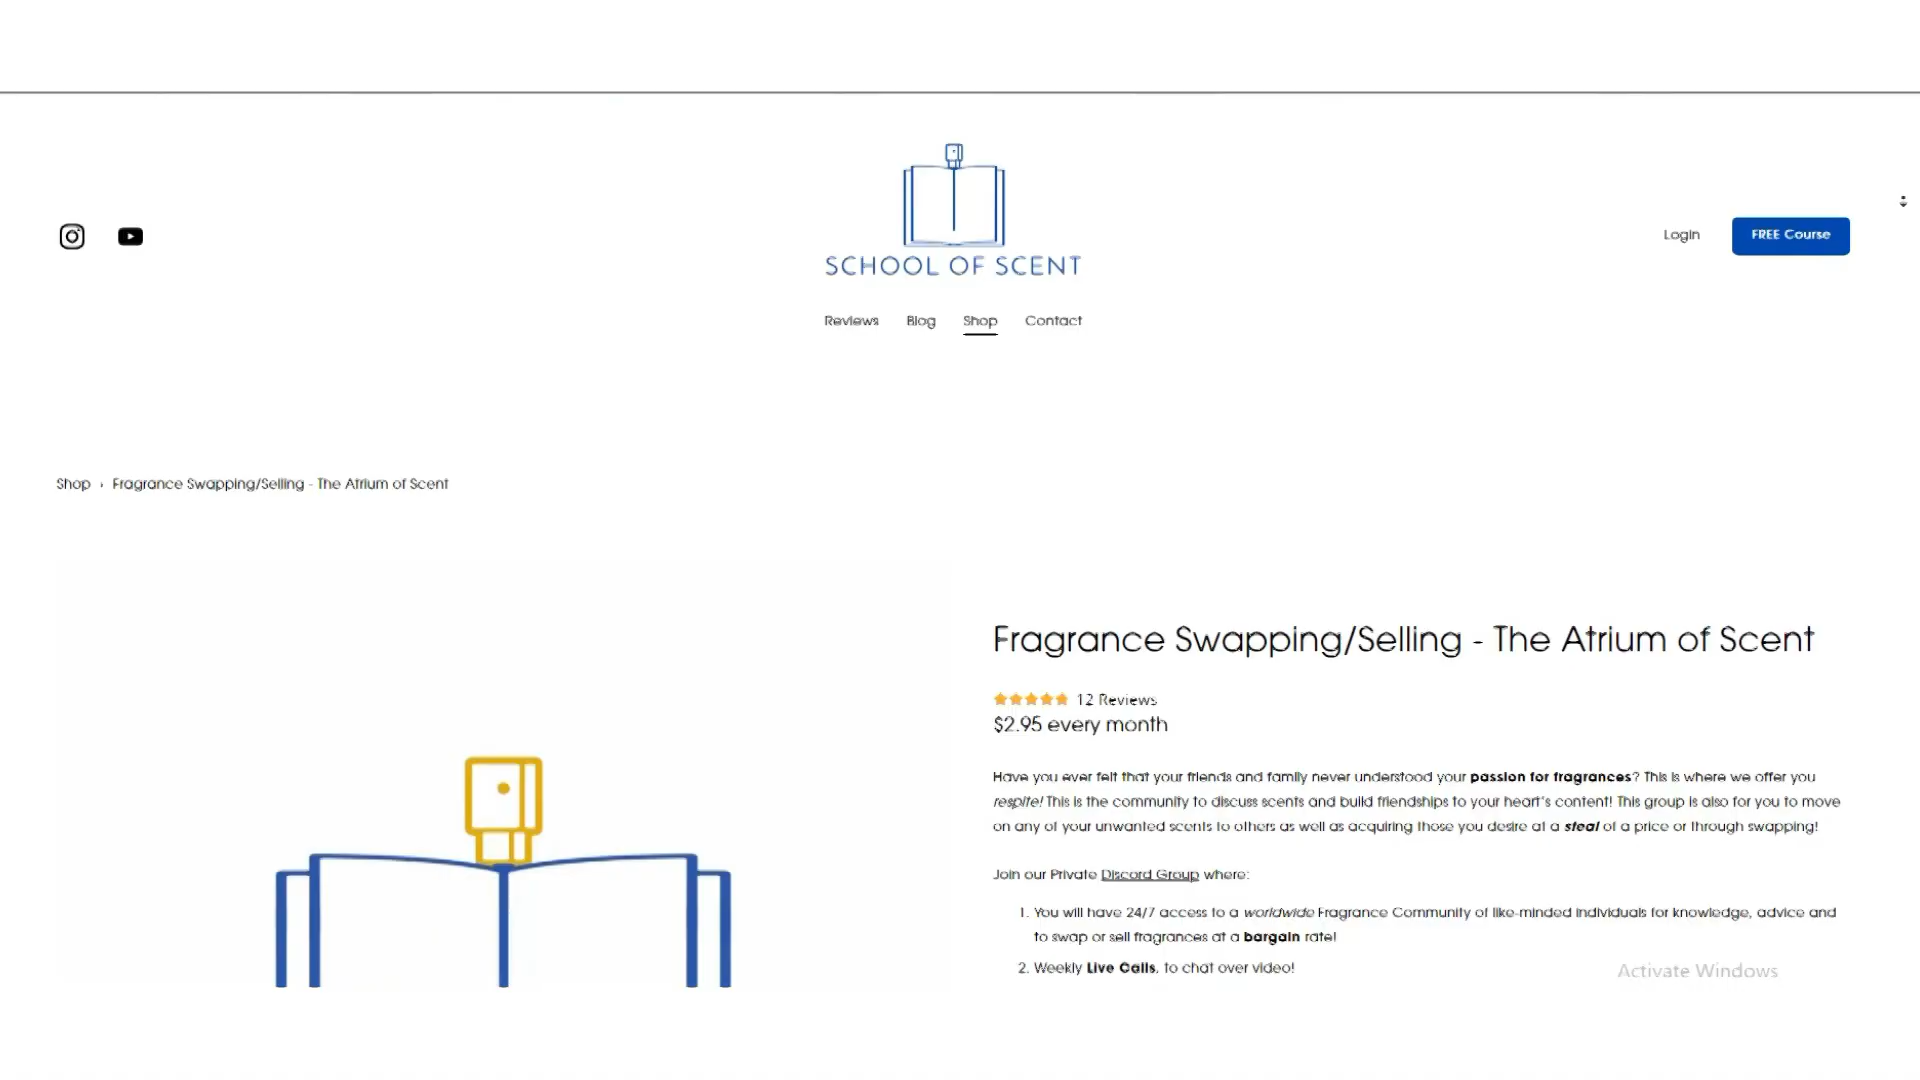 SCHOOL OF SCENT
Login
FREE Course
Reviews Blog Shop Contact
Shop › Fragrance Swapping/Selling - The Atrium of Scent
Fragrance Swapping/Selling - The Atrium of Scent
12 Reviews
$2.95 every month
Have you ever felt that your friends and family never understood your passion for fragrances? This is where we offer you
respite! This is the community to discuss scents and build friendships to your heart's content! This group is also for you to move
on any of your unwanted scents to others as well as acquiring those you desire at a steal of a price or through swapping!
Join our Private Discord Group where:
1. You will have 24/7 access to a worldwide Fragrance Community of like-minded individuals for knowledge, advice and
to swap or sell fragrances at a bargain rate!
2. Weekly Live Calls, to chat over video!
Activate Windows